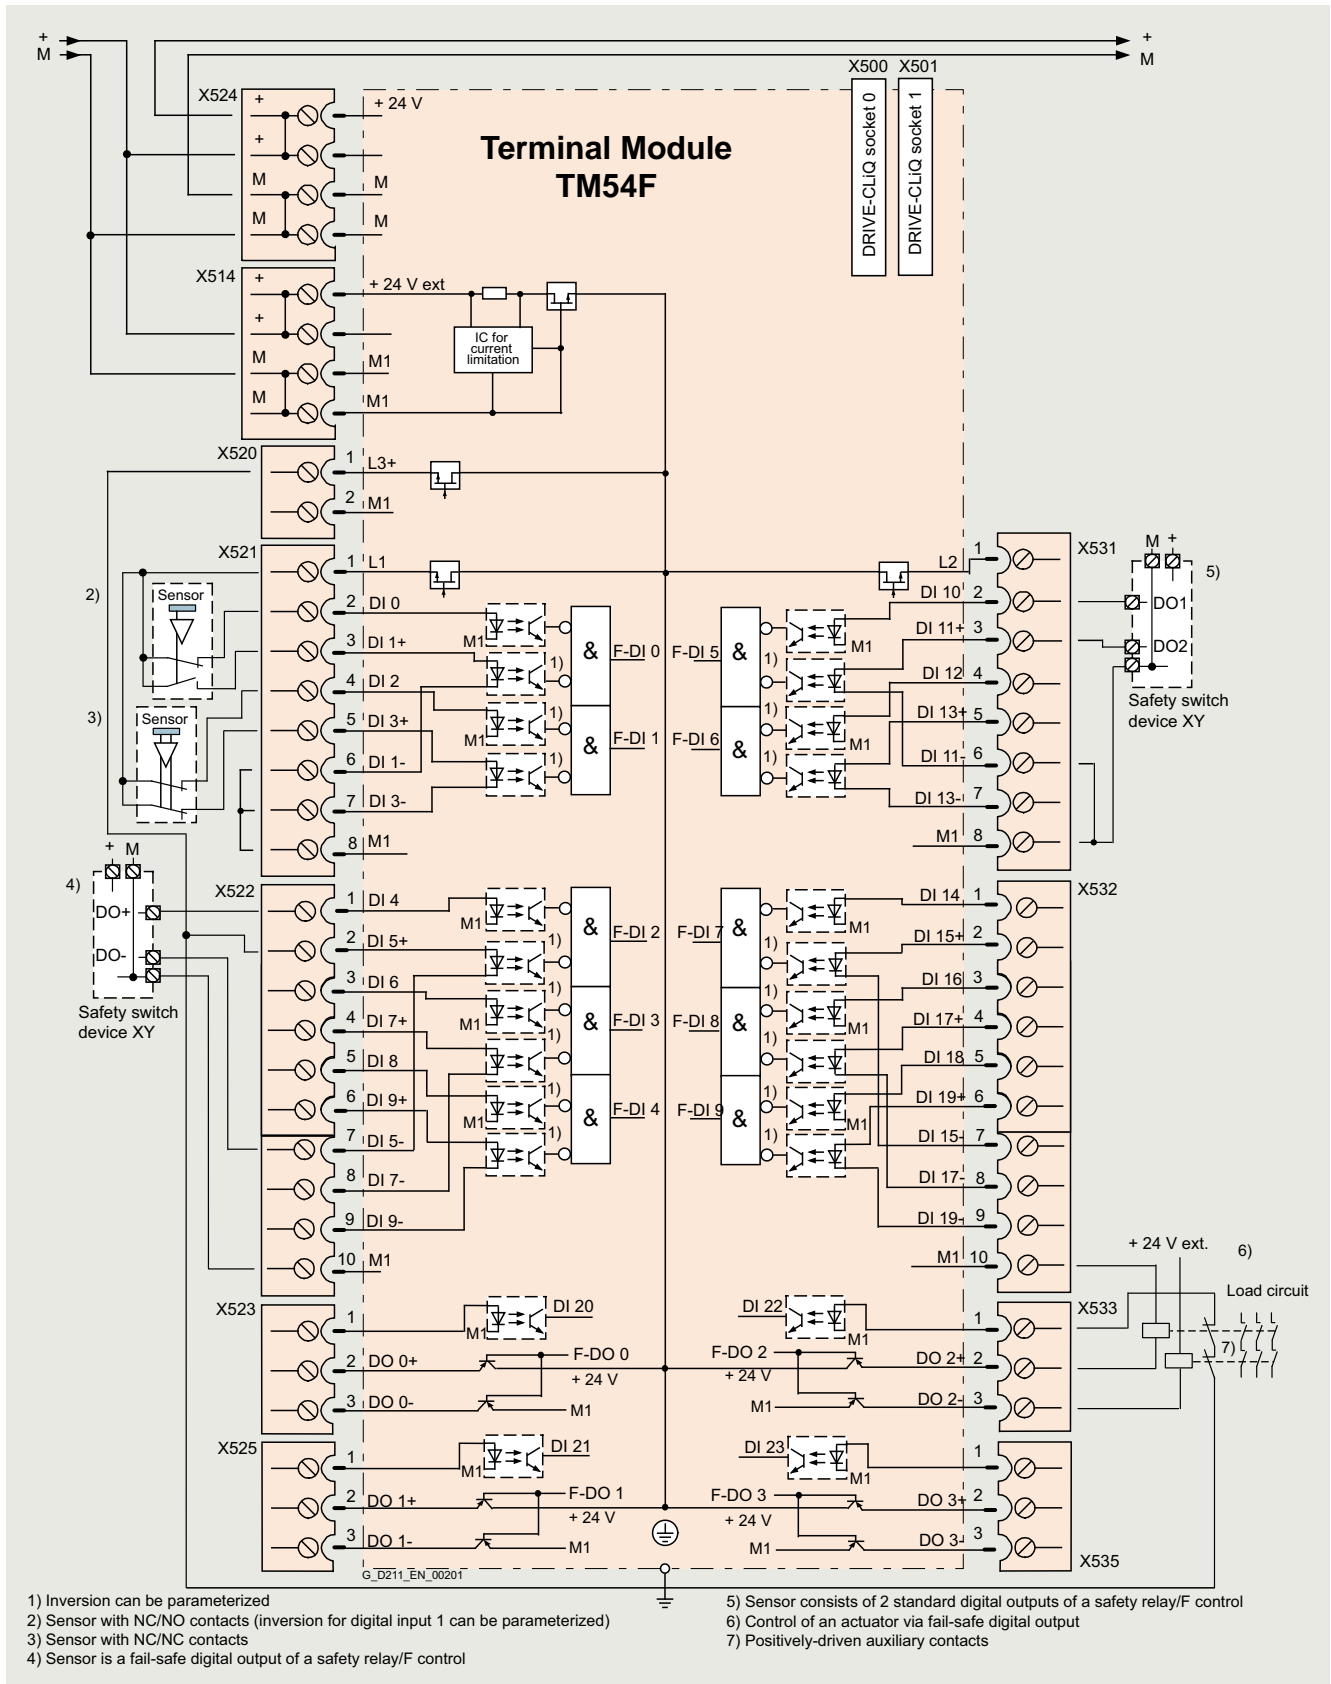 +
M
+
M
X500 X501
DRIVE-CLiQ socket 0
DRIVE-CLiQ socket 1
Terminal Module
TM54F
X524
+
+ 24 V
+
M
M
M
M
X514
+
+ 24 V ext
+
M
M1
M
M1
IC for
current
limitation
X520
1 L3+
2 M1
X521
1 L1
2 DI 0
3 DI 1+
4 DI 2
5 DI 3+
6 DI 1-
7 DI 3-
8 M1
2)
Sensor
3)
Sensor
M1
1)
1)
M1
1)
&
&
F-DI 0
F-DI 1
F-DI 5
F-DI 6
&
&
1)
1)
1)
M1
M1
X531
L2 1
DI 10 2
DI 11+ 3
DI 12 4
DI 13+ 5
DI 11- 6
DI 13- 7
M1 8
M +
5)
DO1
DO2
Safety switch
device XY
+ M
4)
DO+
DO-
Safety switch
device XY
X522
1 DI 4
2 DI 5+
3 DI 6
4 DI 7+
5 DI 8
6 DI 9+
7 DI 5-
8 DI 7-
9 DI 9-
10 M1
M1
1)
1)
M1
1)
1)
M1
1)
&
&
&
F-DI 2
F-DI 3
F-DI 4
F-DI 7
F-DI 8
F-DI 9
&
&
&
1)
1)
1)
1)
1)
M1
M1
M1
X532
DI 14 1
DI 15+ 2
DI 16 3
DI 17+ 4
DI 18 5
DI 19+ 6
DI 15- 7
DI 17- 8
DI 19- 9
M1 10
+ 24 V ext.
6)
Load circuit
7)
X523
1
2 DO 0+
3 DO 0-
M1
DI 20
F-DO 0
+ 24 V
M1
DI 22
M1
F-DO 2
+ 24 V
M1
X533
1
DO 2+ 2
DO 2- 3
X525
1
2 DO 1+
3 DO 1-
M1
DI 21
F-DO 1
+ 24 V
M1
DI 23
M1
F-DO 3
+ 24 V
M1
1
DO 3+ 2
DO 3- 3
X535
G_D211_EN_00201
1) Inversion can be parameterized
2) Sensor with NC/NO contacts (inversion for digital input 1 can be parameterized)
3) Sensor with NC/NC contacts
4) Sensor is a fail-safe digital output of a safety relay/F control
5) Sensor consists of 2 standard digital outputs of a safety relay/F control
6) Control of an actuator via fail-safe digital output
7) Positively-driven auxiliary contacts